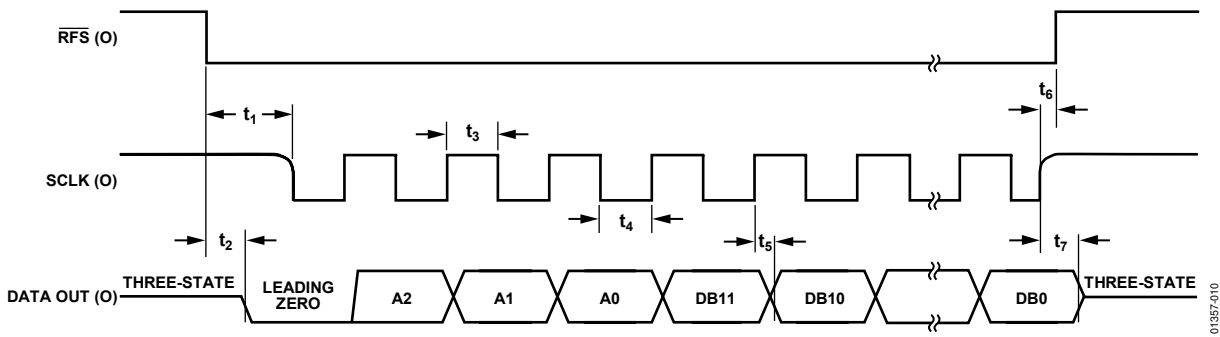 RFS (O)
t6
t1
t3
SCLK (O)
t4
t2
t5
t7
THREE-STATE
LEADING
ZERO
THREE-STATE
DATA OUT (O)
A2
A1
A0
DB11
DB10
DB0
01357-010